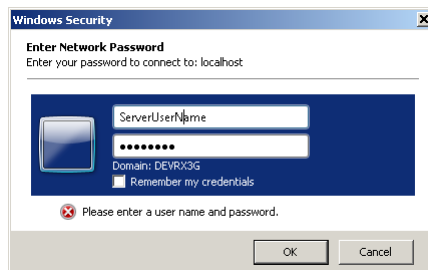 Windows Security
Enter Network Password
Enter your password to connect to: localhost
ServerUserName
••••••••
Domain: DEVRX3G
Remember my credentials
Please enter a user name and password.
OK
Cancel